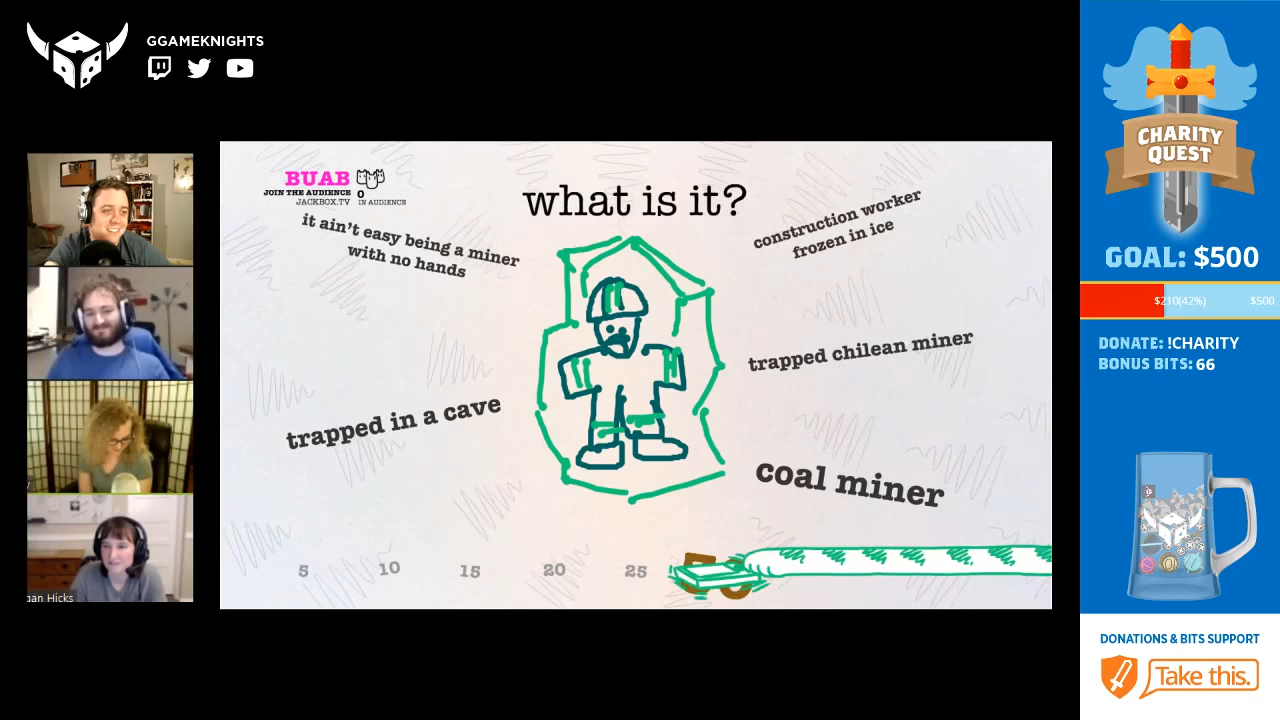 GGAMEKNIGHTS
BUAB
JOIN THE AUDIENCE
JACKBOX.TV
0
IN AUDIENCE
what is it?
it ain't easy being a miner
with no hands
construction worker
frozen in ice
trapped chilean miner
trapped in a cave
coal miner
5 10 15 20 25
gan Hicks
CHARITY
QUEST
GOAL: $500
$210(42%) $500
DONATE: !CHARITY
BONUS BITS: 66
DONATIONS & BITS SUPPORT
Take this.